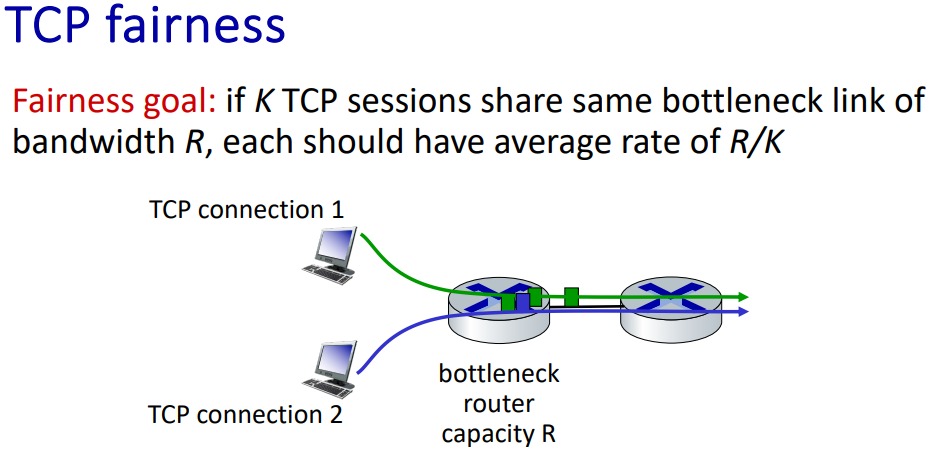 TCP fairness
Fairness goal: if K TCP sessions share same bottleneck link of
bandwidth R, each should have average rate of R/K
TCP connection 1
bottleneck
router
capacity R
TCP connection 2